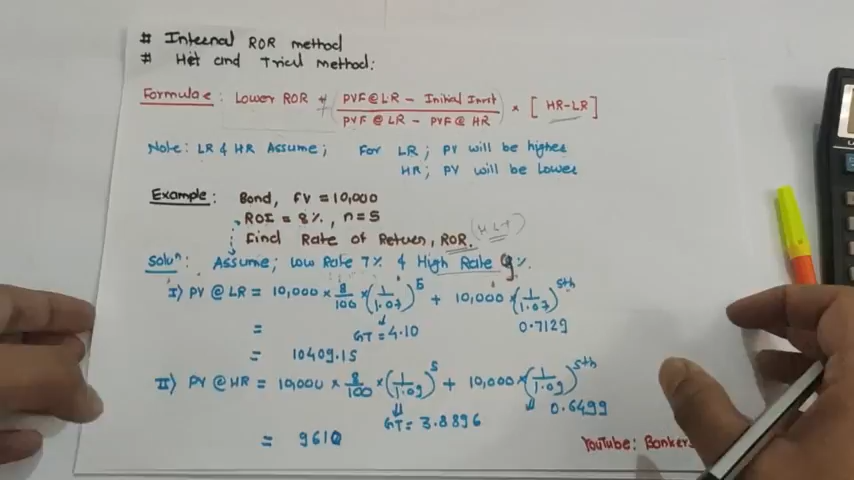 # Internal ROR method
# Hit and Trial method:
Formulae: Lower ROR + (PVF@LR - Initial Invt / PVF@LR - PVF@HR) × [HR-LR]
Note: LR & HR Assume; For LR; PV will be higher
HR; PV will be Lower
Example: Bond, FV = 10,000
ROI = 8%, n=5
Find Rate of Return, ROR. (H L T)
Soluⁿ: Assume; Low Rate 7% & High Rate 9%.
I) PV@LR = 10,000 × 8/100 × (1/1.07)^5 + 10,000 × (1/1.07)^5th
= GT = 4.10 0.7129
= 10409.15
II) PV@HR = 10,000 × 8/100 × (1/1.09)^5 + 10,000 × (1/1.09)^5th
GT = 3.8896 0.6499
= 9610
YouTube: Bankers